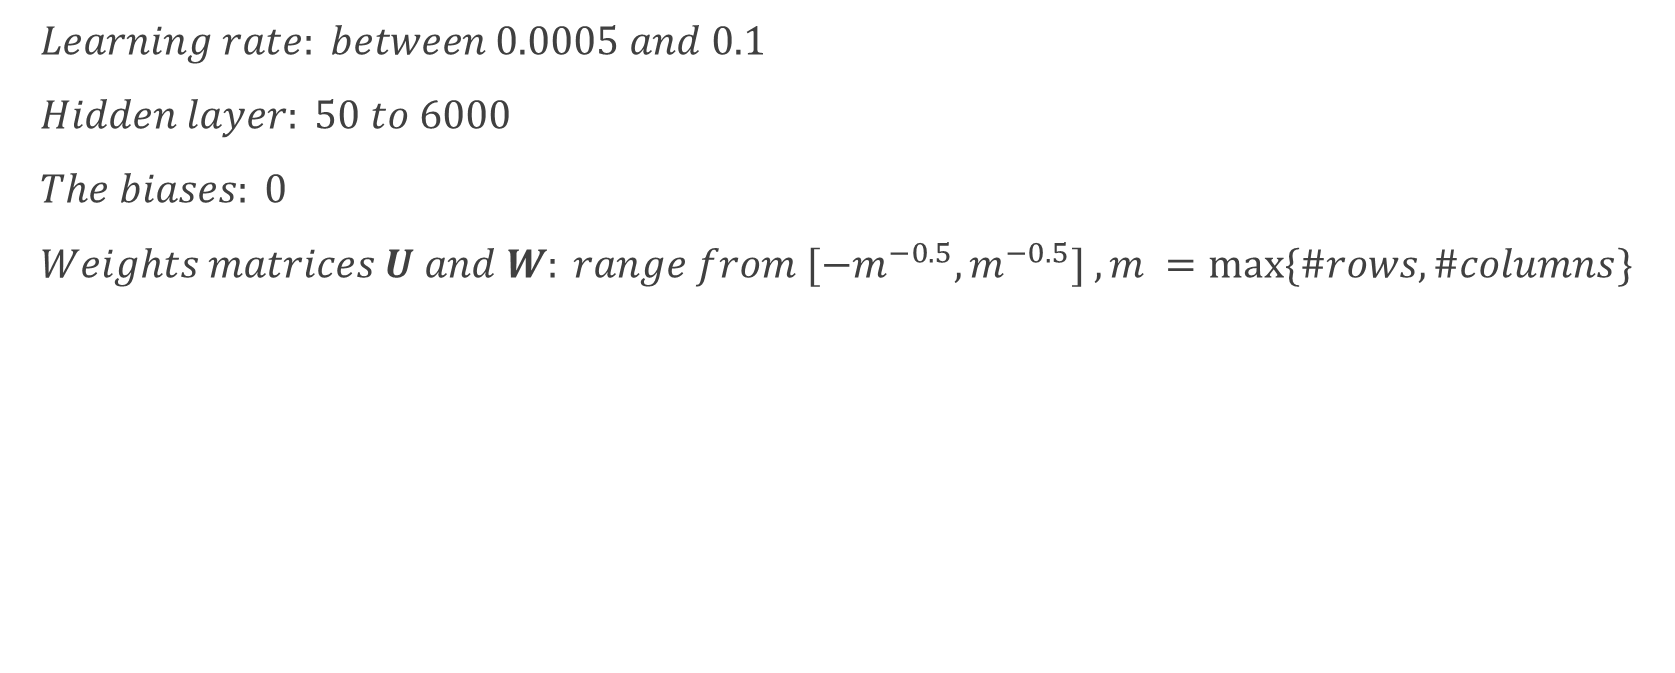 Learning rate: between 0.0005 and 0.1
Hidden layer: 50 to 6000
The biases: 0
Weights matrices U and W: range from [−m^−0.5, m^−0.5], m = max{#rows, #columns}